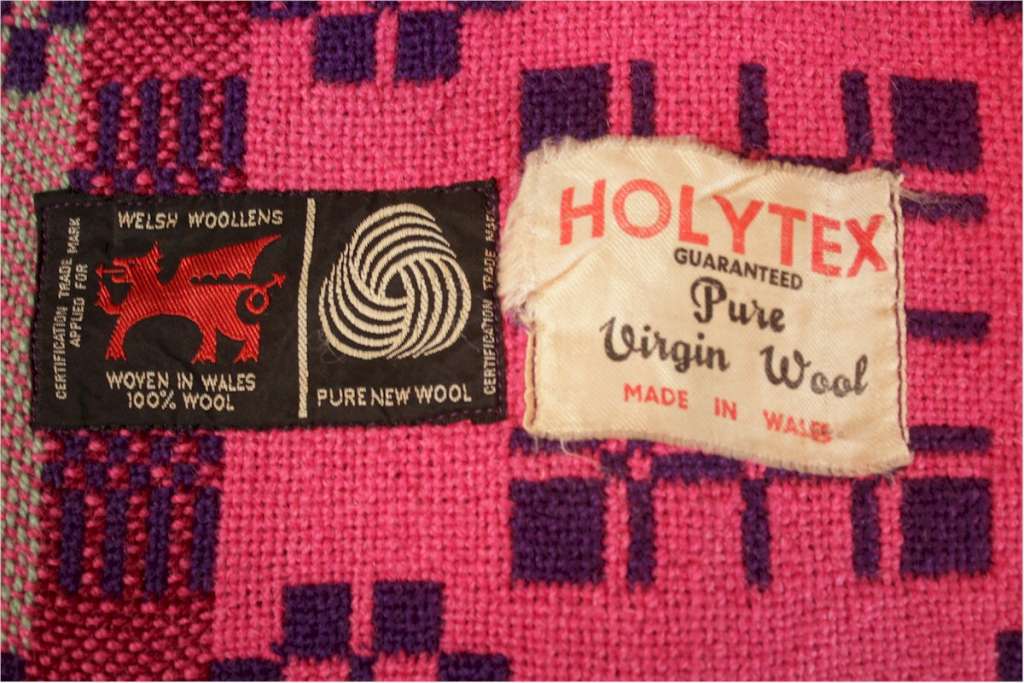 WELSH WOOLLENS
CERTIFICATION TRADE MARK
APPLIED FOR
WOVEN IN WALES
100% WOOL
PURE NEW WOOL
CERTIFICATION TRADE MARK
HOLYTEX
GUARANTEED
Pure
Virgin Wool
MADE IN WALES